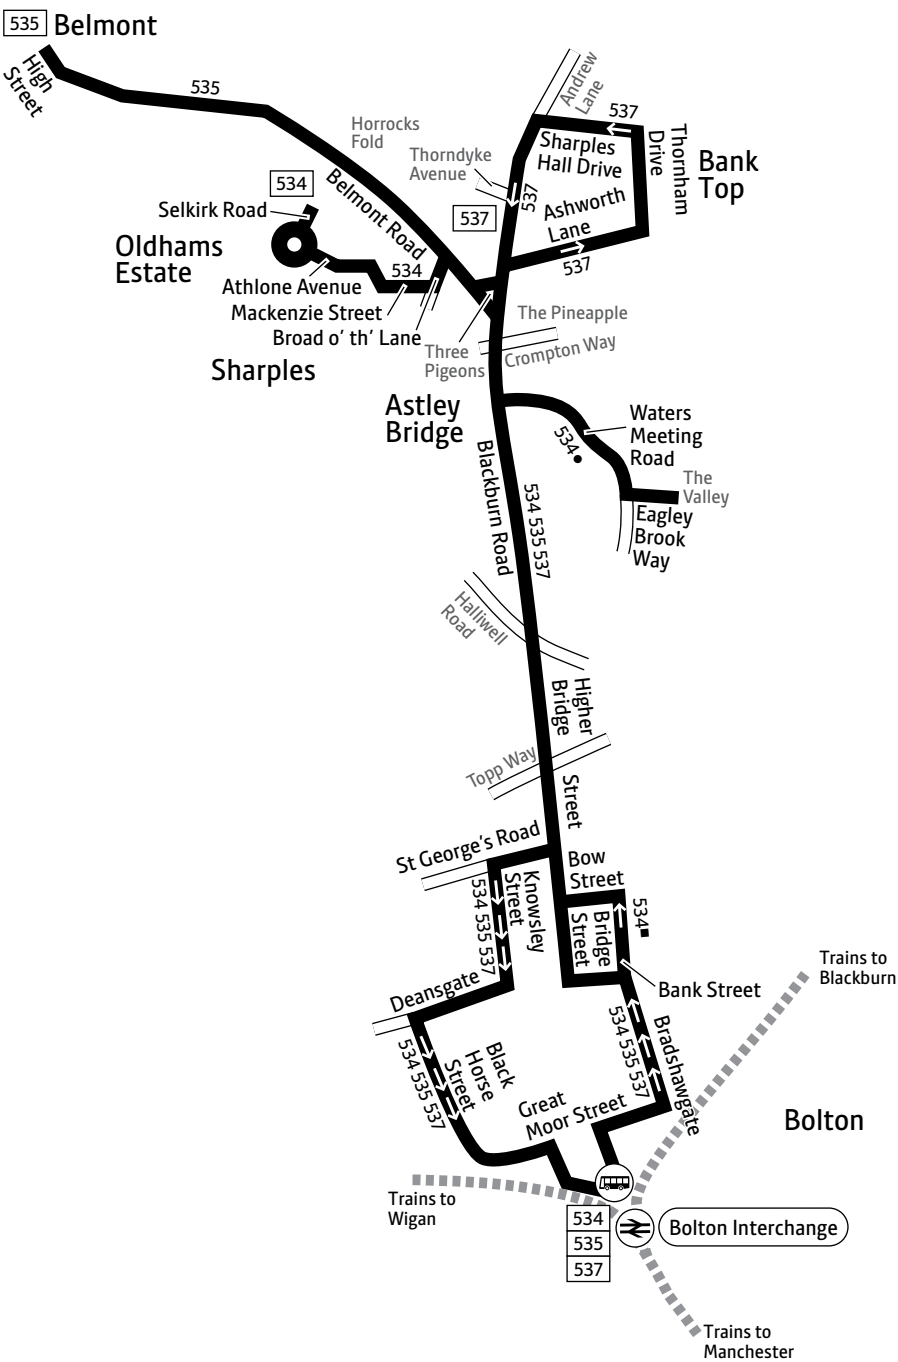 535 Belmont
High
Street
535
Andrew
Lane
537
Horrocks
Fold
Thorndyke
Avenue
Sharples
Hall Drive
Thornham
Drive
Bank
Top
534
Belmont Road
537
537
Selkirk Road
Ashworth
Lane
Oldhams
Estate
534
537
Athlone Avenue
Mackenzie Street
Broad o' th' Lane
The Pineapple
Three
Pigeons
Crompton Way
Sharples
Astley
Bridge
Waters
Meeting
Road
534●
Blackburn Road
534 535 537
The
Valley
Eagley
Brook
Way
Halliwell
Road
Higher
Bridge
Street
Topp Way
St George's Road
Bow
Street
Knowsley
Street
534 535 537
Bridge
Street
534■
Deansgate
Bank Street
Trains to
Blackburn
534 535 537
Black
Horse
Street
534 535 537
Bradshawgate
Great
Moor Street
Bolton
Trains to
Wigan
534
535
537
Bolton Interchange
Trains to
Manchester